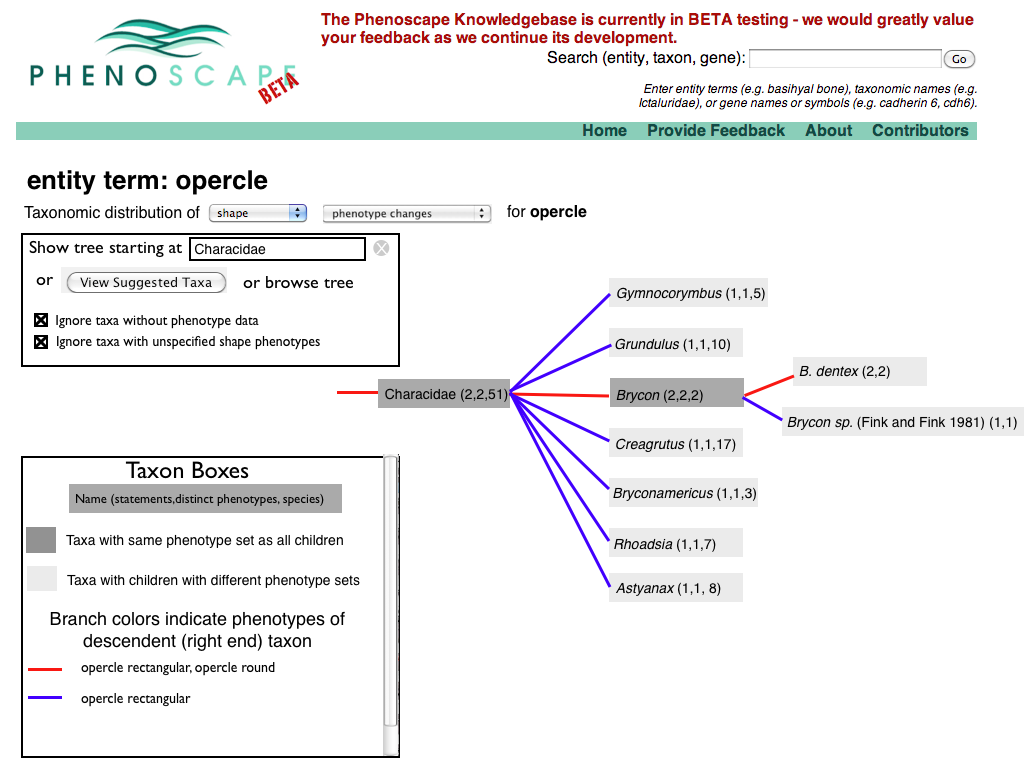 The Phenoscape Knowledgebase is currently in BETA testing - we would greatly value
your feedback as we continue its development.
PHENOSCAPE
BETA
Search (entity, taxon, gene):
Go
Enter entity terms (e.g. basihyal bone), taxonomic names (e.g.
Ictaluridae), or gene names or symbols (e.g. cadherin 6, cdh6).
Home Provide Feedback About Contributors
entity term: opercle
Taxonomic distribution of shape phenotype changes for opercle
Show tree starting at Characidae
or View Suggested Taxa or browse tree
Ignore taxa without phenotype data
Ignore taxa with unspecified shape phenotypes
Characidae (2,2,51)
Gymnocorymbus (1,1,5)
Grundulus (1,1,10)
Brycon (2,2,2)
Creagrutus (1,1,17)
Bryconamericus (1,1,3)
Rhoadsia (1,1,7)
Astyanax (1,1, 8)
B. dentex (2,2)
Brycon sp. (Fink and Fink 1981) (1,1)
Taxon Boxes
Name (statements,distinct phenotypes, species)
Taxa with same phenotype set as all children
Taxa with children with different phenotype sets
Branch colors indicate phenotypes of
descendent (right end) taxon
opercle rectangular, opercle round
opercle rectangular